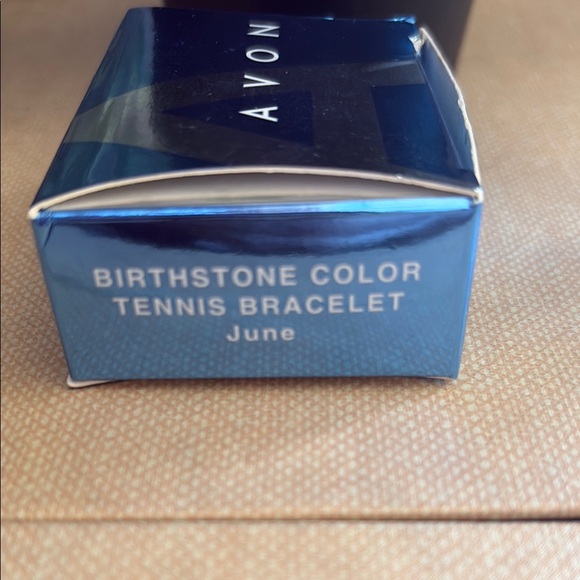 AVON
BIRTHSTONE COLOR
TENNIS BRACELET
June